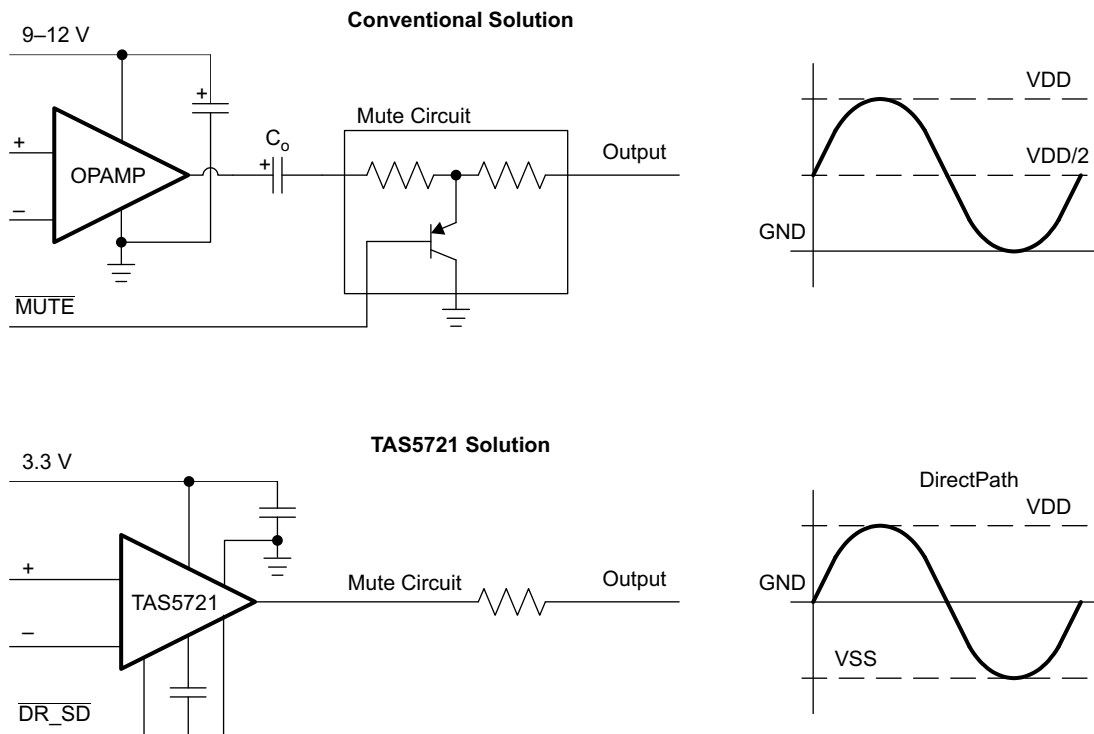 Conventional Solution
9–12 V
+
Mute Circuit
VDD
+
Co
+
Output
OPAMP
VDD/2
–
GND
MUTE
TAS5721 Solution
3.3 V
DirectPath
VDD
+
Mute Circuit
Output
GND
TAS5721
–
VSS
DR_SD